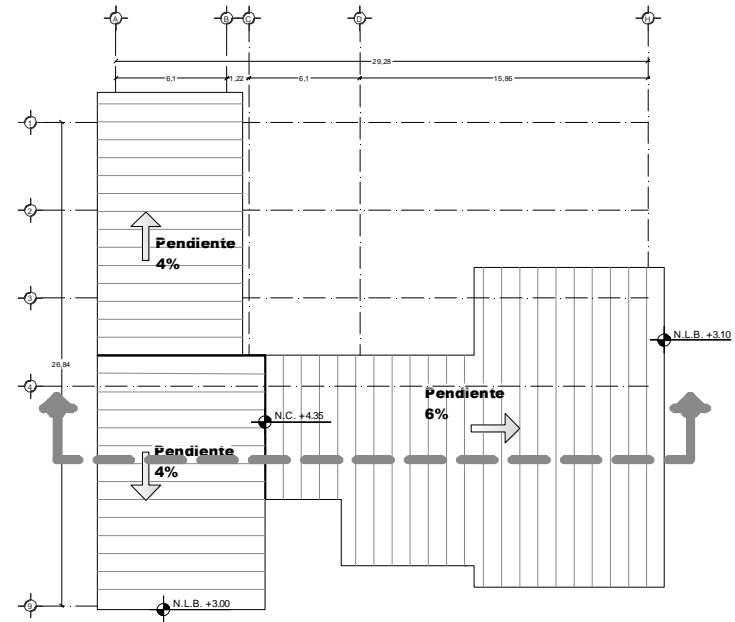 A B C D H
29,28
6,1 1,22 6,1 15,86
1
2
Pendiente
4%
3
N.L.B. +3.10
26,84
4
Pendiente
6%
N.C. +4.35
Pendiente
4%
9
N.L.B. +3.00